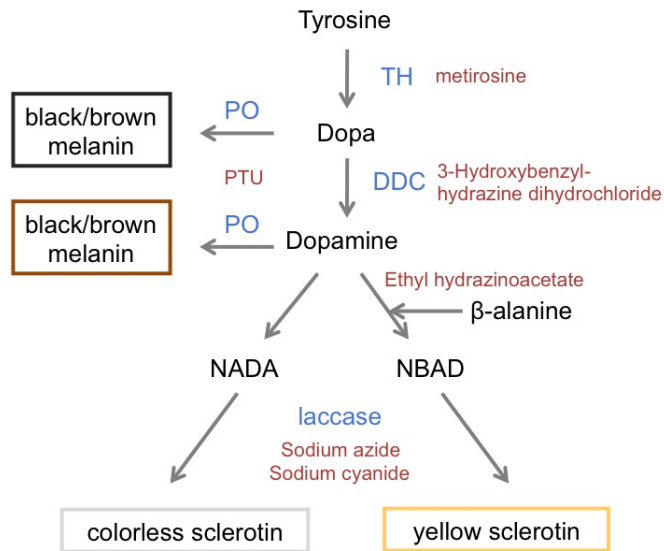 Tyrosine
TH metirosine
PO
black/brown
melanin
Dopa
PTU
DDC
3-Hydroxybenzyl-
hydrazine dihydrochloride
PO
black/brown
melanin
Dopamine
Ethyl hydrazinoacetate
β-alanine
NADA
NBAD
laccase
Sodium azide
Sodium cyanide
colorless sclerotin
yellow sclerotin